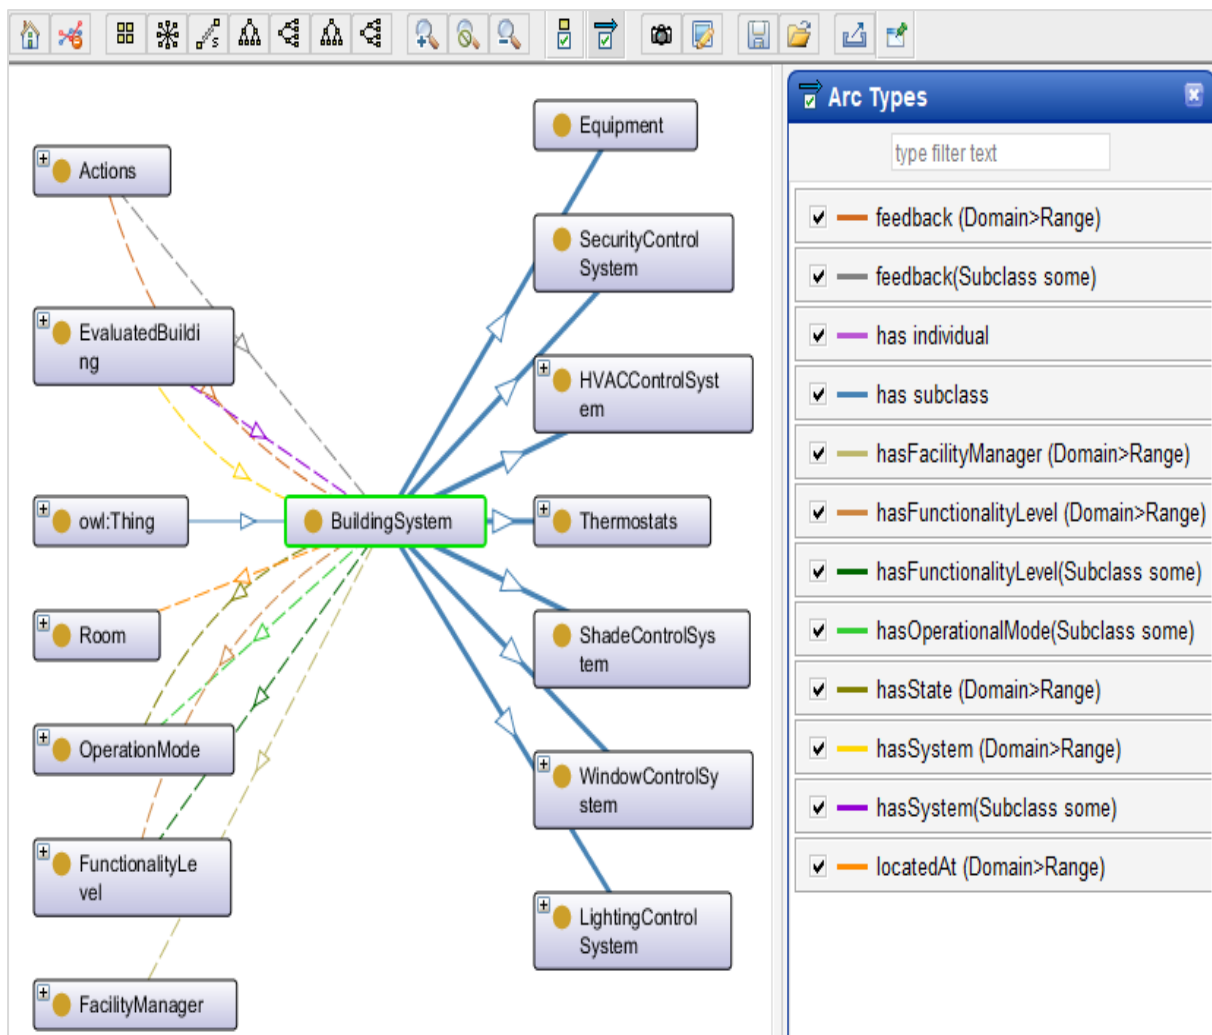 S
Actions
EvaluatedBuildi
ng
owl:Thing
Room
OperationMode
FunctionalityLe
vel
FacilityManager
BuildingSystem
Equipment
SecurityControl
System
HVACControlSyst
em
Thermostats
ShadeControlSys
tem
WindowControlSy
stem
LightingControl
System
Arc Types
type filter text
feedback (Domain>Range)
feedback(Subclass some)
has individual
has subclass
hasFacilityManager (Domain>Range)
hasFunctionalityLevel (Domain>Range)
hasFunctionalityLevel(Subclass some)
hasOperationalMode(Subclass some)
hasState (Domain>Range)
hasSystem (Domain>Range)
hasSystem(Subclass some)
locatedAt (Domain>Range)